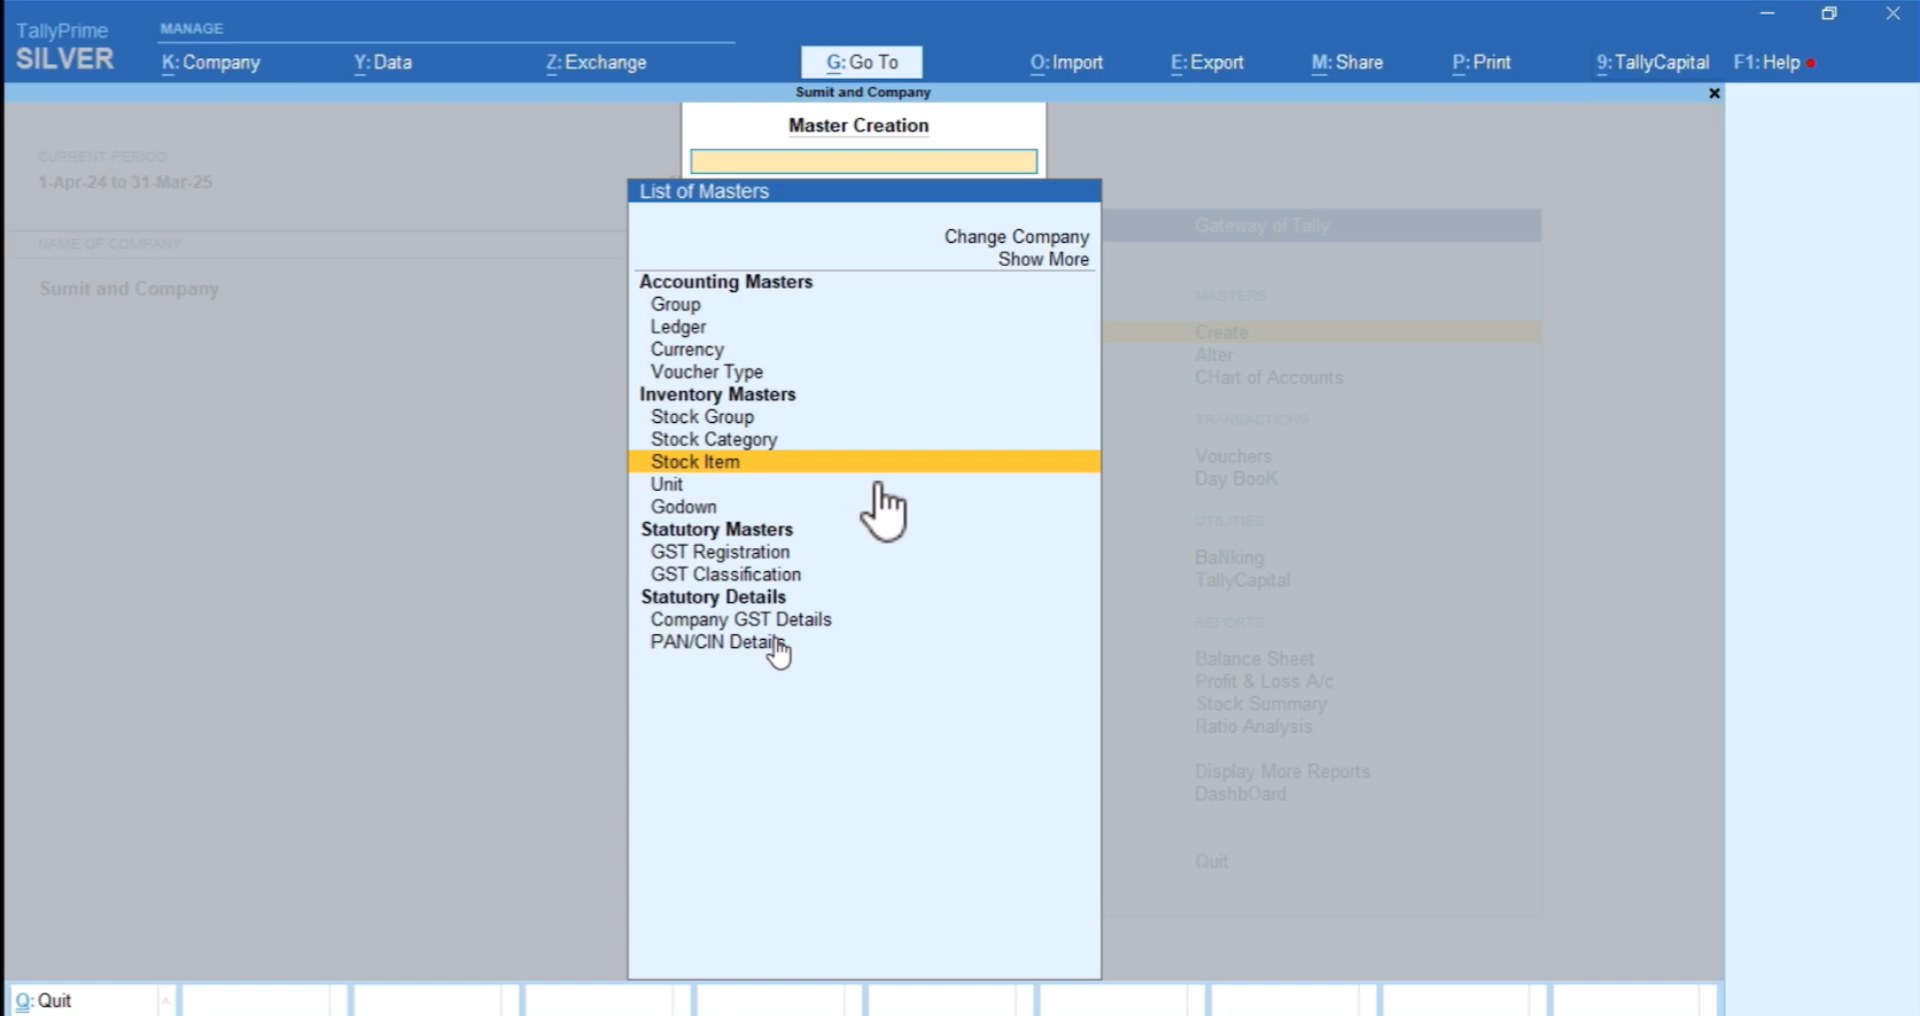 TallyPrime
SILVER
MANAGE
K: Company
Y: Data
Z: Exchange
G: Go To
O: Import
E: Export
M: Share
P: Print
9: TallyCapital
F1: Help
Sumit and Company
Master Creation
CURRENT PERIOD:
1-Apr-24 to 31-Mar-25
NAME OF COMPANY
Sumit and Company
List of Masters
Change Company
Show More
Accounting Masters
Group
Ledger
Currency
Voucher Type
Inventory Masters
Stock Group
Stock Category
Stock Item
Unit
Godown
Statutory Masters
GST Registration
GST Classification
Statutory Details
Company GST Details
PAN/CIN Details
Gateway of Tally
MASTERS
Create
Alter
CHart of Accounts
TRANSACTIONS
Vouchers
Day BooK
UTILITIES
BaNking
TallyCapital
REPORTS
Balance Sheet
Profit & Loss A/c
Stock Summary
Ratio Analysis
Display More Reports
DashbOard
Quit
Q: Quit